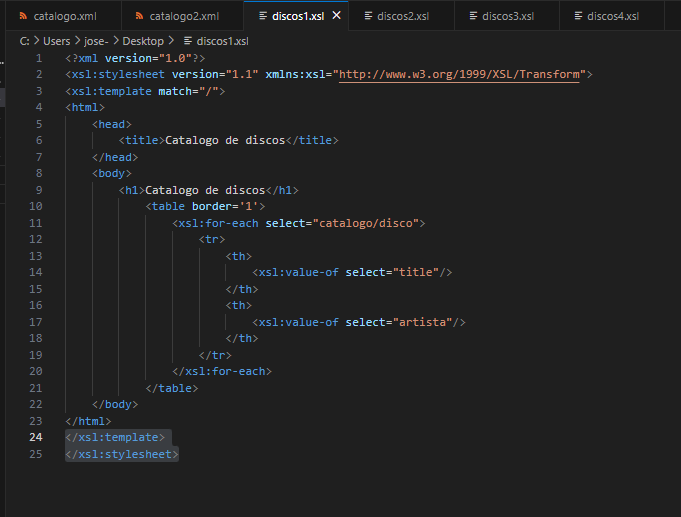 catalogo.xml catalogo2.xml discos1.xsl discos2.xsl discos3.xsl discos4.xsl
C: > Users > jose- > Desktop > discos1.xsl
1 <?xml version="1.0"?>
2 <xsl:stylesheet version="1.1" xmlns:xsl="http://www.w3.org/1999/XSL/Transform">
3 <xsl:template match="/">
4 <html>
5 <head>
6 <title>Catalogo de discos</title>
7 </head>
8 <body>
9 <h1>Catalogo de discos</h1>
10 <table border='1'>
11 <xsl:for-each select="catalogo/disco">
12 <tr>
13 <th>
14 <xsl:value-of select="title"/>
15 </th>
16 <th>
17 <xsl:value-of select="artista"/>
18 </th>
19 </tr>
20 </xsl:for-each>
21 </table>
22 </body>
23 </html>
24 </xsl:template>
25 </xsl:stylesheet>